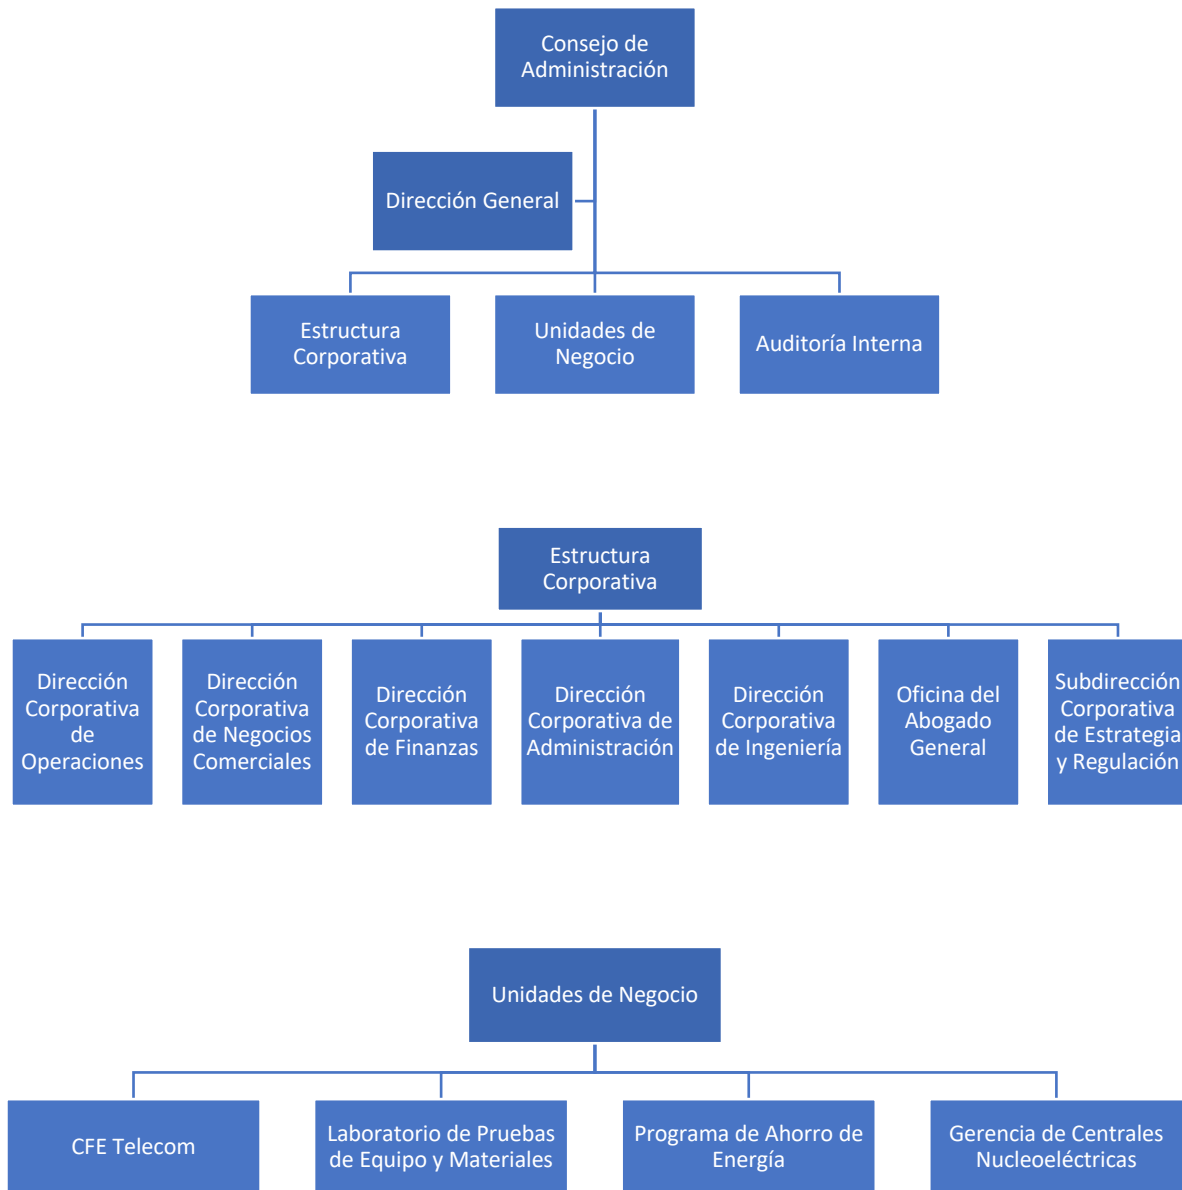 Consejo de
Administración
Dirección General
Estructura
Corporativa
Unidades de
Negocio
Auditoría Interna
Estructura
Corporativa
Dirección
Corporativa
de
Operaciones
Dirección
Corporativa
de Negocios
Comerciales
Dirección
Corporativa
de Finanzas
Dirección
Corporativa de
Administración
Dirección
Corporativa
de Ingeniería
Oficina del
Abogado
General
Subdirección
Corporativa
de Estrategia
y Regulación
Unidades de Negocio
CFE Telecom
Laboratorio de Pruebas
de Equipo y Materiales
Programa de Ahorro de
Energía
Gerencia de Centrales
Nucleoeléctricas